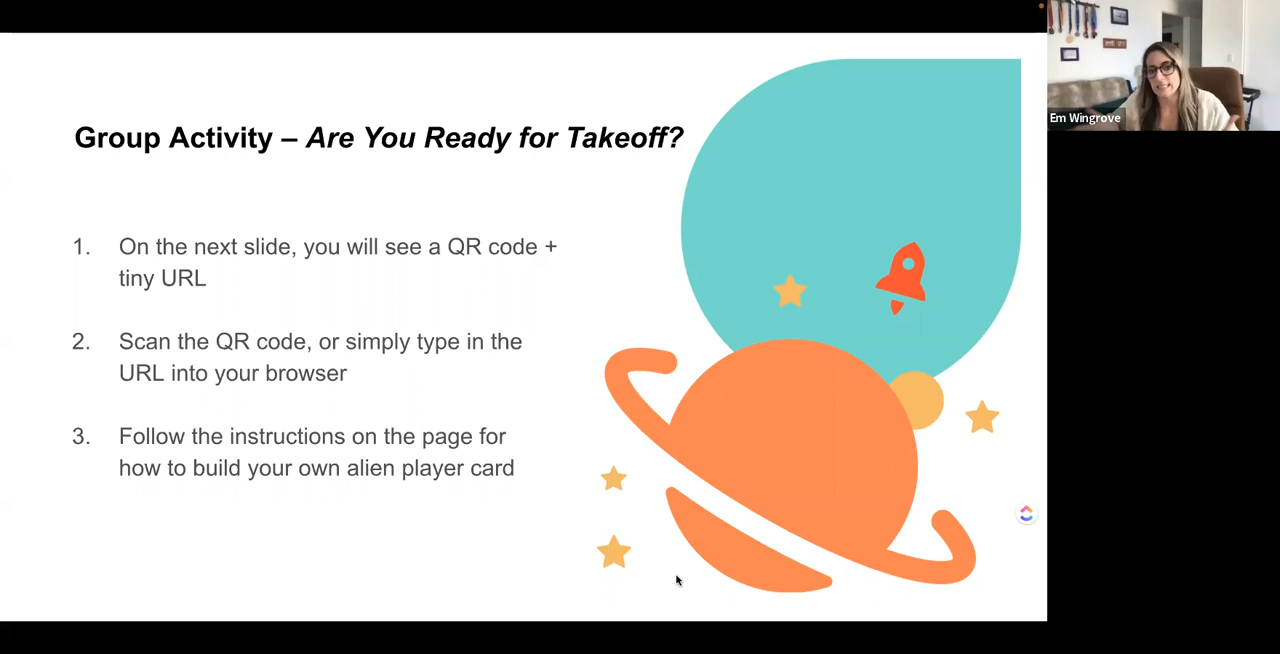 Group Activity – Are You Ready for Takeoff?
1. On the next slide, you will see a QR code +
tiny URL
2. Scan the QR code, or simply type in the
URL into your browser
3. Follow the instructions on the page for
how to build your own alien player card
Em Wingrove